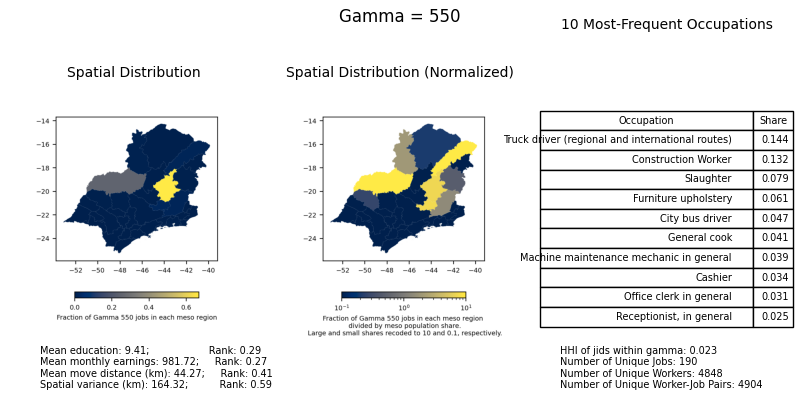 Gamma = 550
10 Most-Frequent Occupations
Spatial Distribution
Spatial Distribution (Normalized)
−14
−16
−18
−20
−22
−24
−52 −50 −48 −46 −44 −42 −40
0.0 0.2 0.4 0.6
Fraction of Gamma 550 jobs in each meso region
−14
−16
−18
−20
−22
−24
−52 −50 −48 −46 −44 −42 −40
10⁻¹ 10⁰ 10¹
Fraction of Gamma 550 jobs in each meso region
divided by meso population share.
Large and small shares recoded to 10 and 0.1, respectively.
Occupation Share
Truck driver (regional and international routes) 0.144
Construction Worker 0.132
Slaughter 0.079
Furniture upholstery 0.061
City bus driver 0.047
General cook 0.041
Machine maintenance mechanic in general 0.039
Cashier 0.034
Office clerk in general 0.031
Receptionist, in general 0.025
Mean education: 9.41; Rank: 0.29
Mean monthly earnings: 981.72; Rank: 0.27
Mean move distance (km): 44.27; Rank: 0.41
Spatial variance (km): 164.32; Rank: 0.59
HHI of jids within gamma: 0.023
Number of Unique Jobs: 190
Number of Unique Workers: 4848
Number of Unique Worker-Job Pairs: 4904